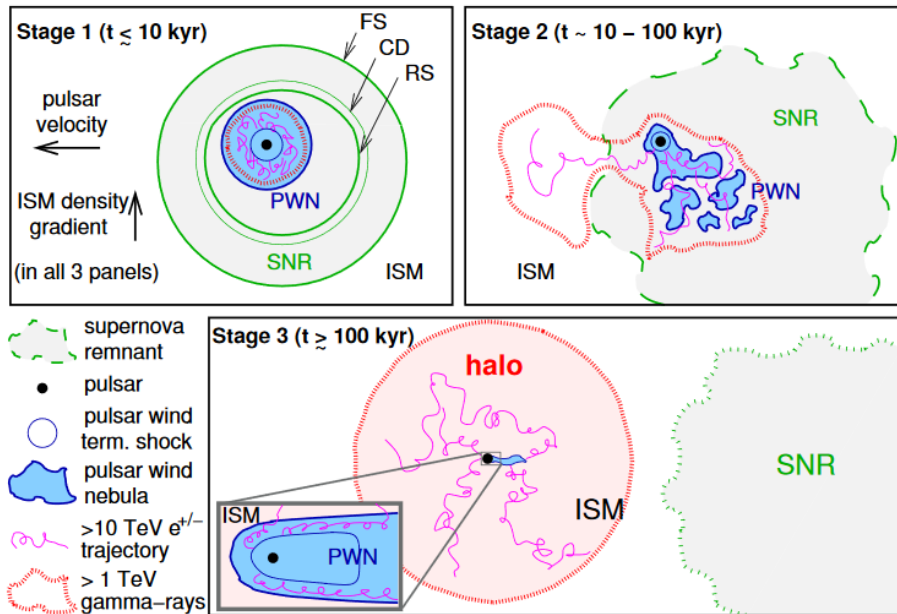 Stage 1 (t ≲ 10 kyr)
FS
CD
RS
pulsar
velocity
ISM density
gradient
(in all 3 panels)
PWN
SNR
ISM
Stage 2 (t ~ 10 – 100 kyr)
SNR
PWN
ISM
supernova
remnant
pulsar
pulsar wind
term. shock
pulsar wind
nebula
>10 TeV e+/–
trajectory
> 1 TeV
gamma–rays
Stage 3 (t ≳ 100 kyr)
halo
ISM
SNR
ISM
PWN